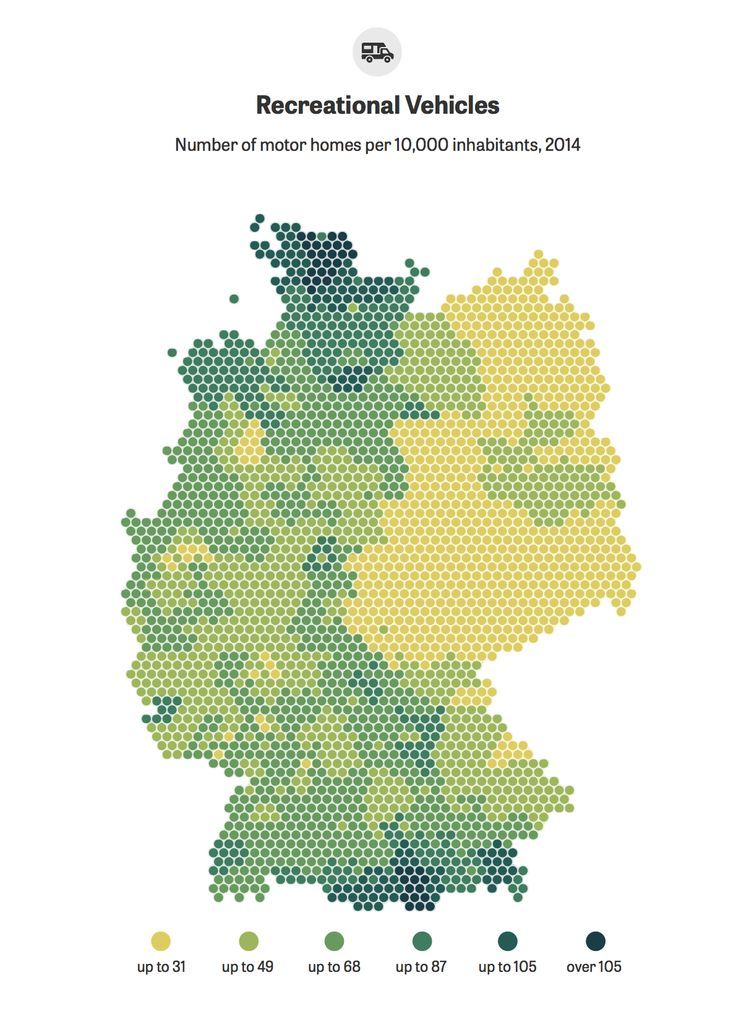 Recreational Vehicles
Number of motor homes per 10,000 inhabitants, 2014
up to 31 up to 49 up to 68 up to 87 up to 105 over 105